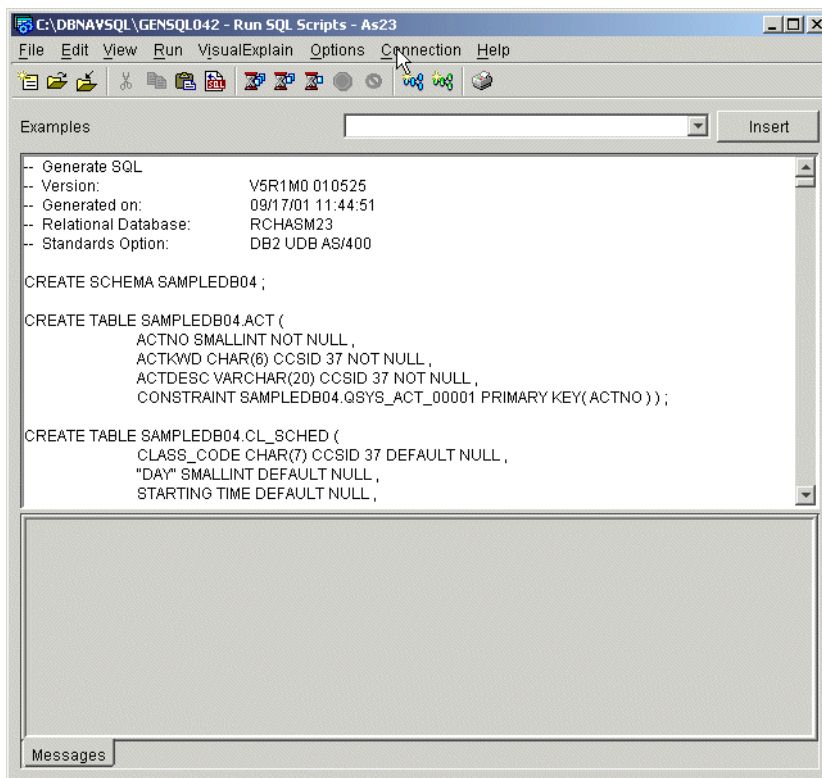 C:\DBNAVSQL\GENSQL042 - Run SQL Scripts - As23
File Edit View Run VisualExplain Options Connection Help
Examples
Insert
-- Generate SQL
-- Version: V5R1M0 010525
-- Generated on: 09/17/01 11:44:51
-- Relational Database: RCHASM23
-- Standards Option: DB2 UDB AS/400
CREATE SCHEMA SAMPLEDB04 ;
CREATE TABLE SAMPLEDB04.ACT (
ACTNO SMALLINT NOT NULL ,
ACTKWD CHAR(6) CCSID 37 NOT NULL ,
ACTDESC VARCHAR(20) CCSID 37 NOT NULL ,
CONSTRAINT SAMPLEDB04.QSYS_ACT_00001 PRIMARY KEY( ACTNO ) ) ;
CREATE TABLE SAMPLEDB04.CL_SCHED (
CLASS_CODE CHAR(7) CCSID 37 DEFAULT NULL ,
"DAY" SMALLINT DEFAULT NULL ,
STARTING TIME DEFAULT NULL ,
Messages